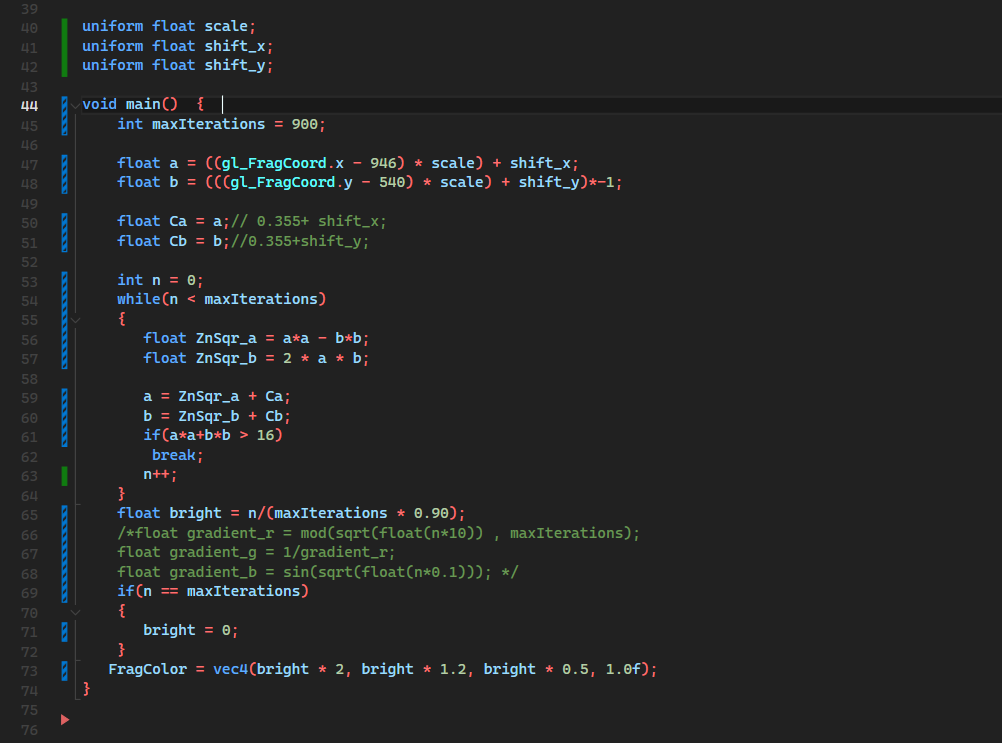 39
40 uniform float scale;
41 uniform float shift_x;
42 uniform float shift_y;
43
44 void main()  {
45     int maxIterations = 900;
46
47     float a = ((gl_FragCoord.x - 946) * scale) + shift_x;
48     float b = (((gl_FragCoord.y - 540) * scale) + shift_y)*-1;
49
50     float Ca = a;// 0.355+ shift_x;
51     float Cb = b;//0.355+shift_y;
52
53     int n = 0;
54     while(n < maxIterations)
55     {
56        float ZnSqr_a = a*a - b*b;
57        float ZnSqr_b = 2 * a * b;
58
59        a = ZnSqr_a + Ca;
60        b = ZnSqr_b + Cb;
61        if(a*a+b*b > 16)
62         break;
63        n++;
64     }
65     float bright = n/(maxIterations * 0.90);
66     /*float gradient_r = mod(sqrt(float(n*10)) , maxIterations);
67     float gradient_g = 1/gradient_r;
68     float gradient_b = sin(sqrt(float(n*0.1))); */
69     if(n == maxIterations)
70     {
71        bright = 0;
72     }
73    FragColor = vec4(bright * 2, bright * 1.2, bright * 0.5, 1.0f);
74 }
75
76